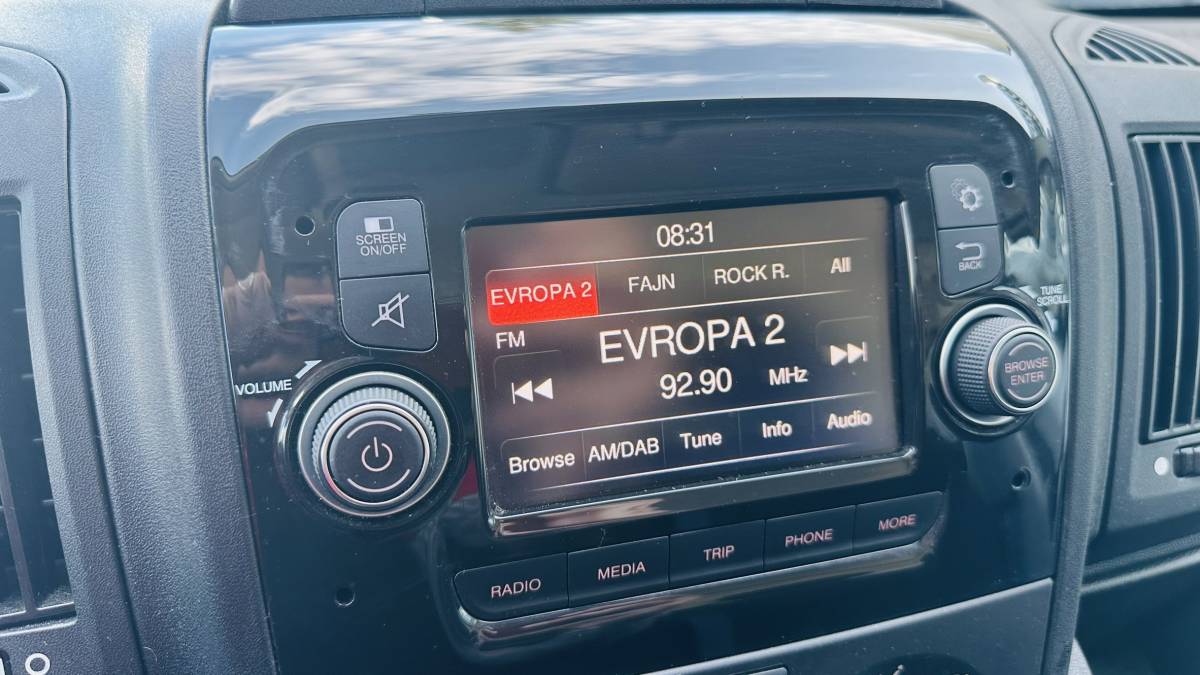 08:31
EVROPA 2 FAJN ROCK R. All
FM
EVROPA 2
92.90 MHz
Browse AM/DAB Tune Info Audio
SCREEN
ON/OFF
VOLUME
BACK
TUNE
SCROLL
BROWSE
ENTER
RADIO MEDIA TRIP PHONE MORE